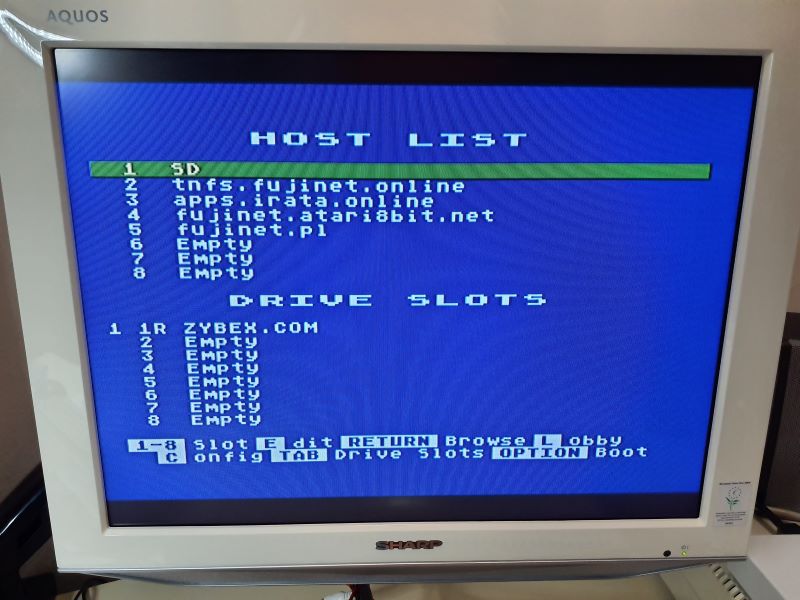 AQUOS
HOST LIST
1 SD
2 tnfs.fujinet.online
3 apps.irata.online
4 fujinet.atari8bit.net
5 fujinet.pl
6 Empty
7 Empty
8 Empty
DRIVE SLOTS
1 1R ZYBEX.COM
2 Empty
3 Empty
4 Empty
5 Empty
6 Empty
7 Empty
8 Empty
1-8 Slot E dit RETURN Browse L obby
C onfig TAB Drive Slots OPTION Boot
SHARP